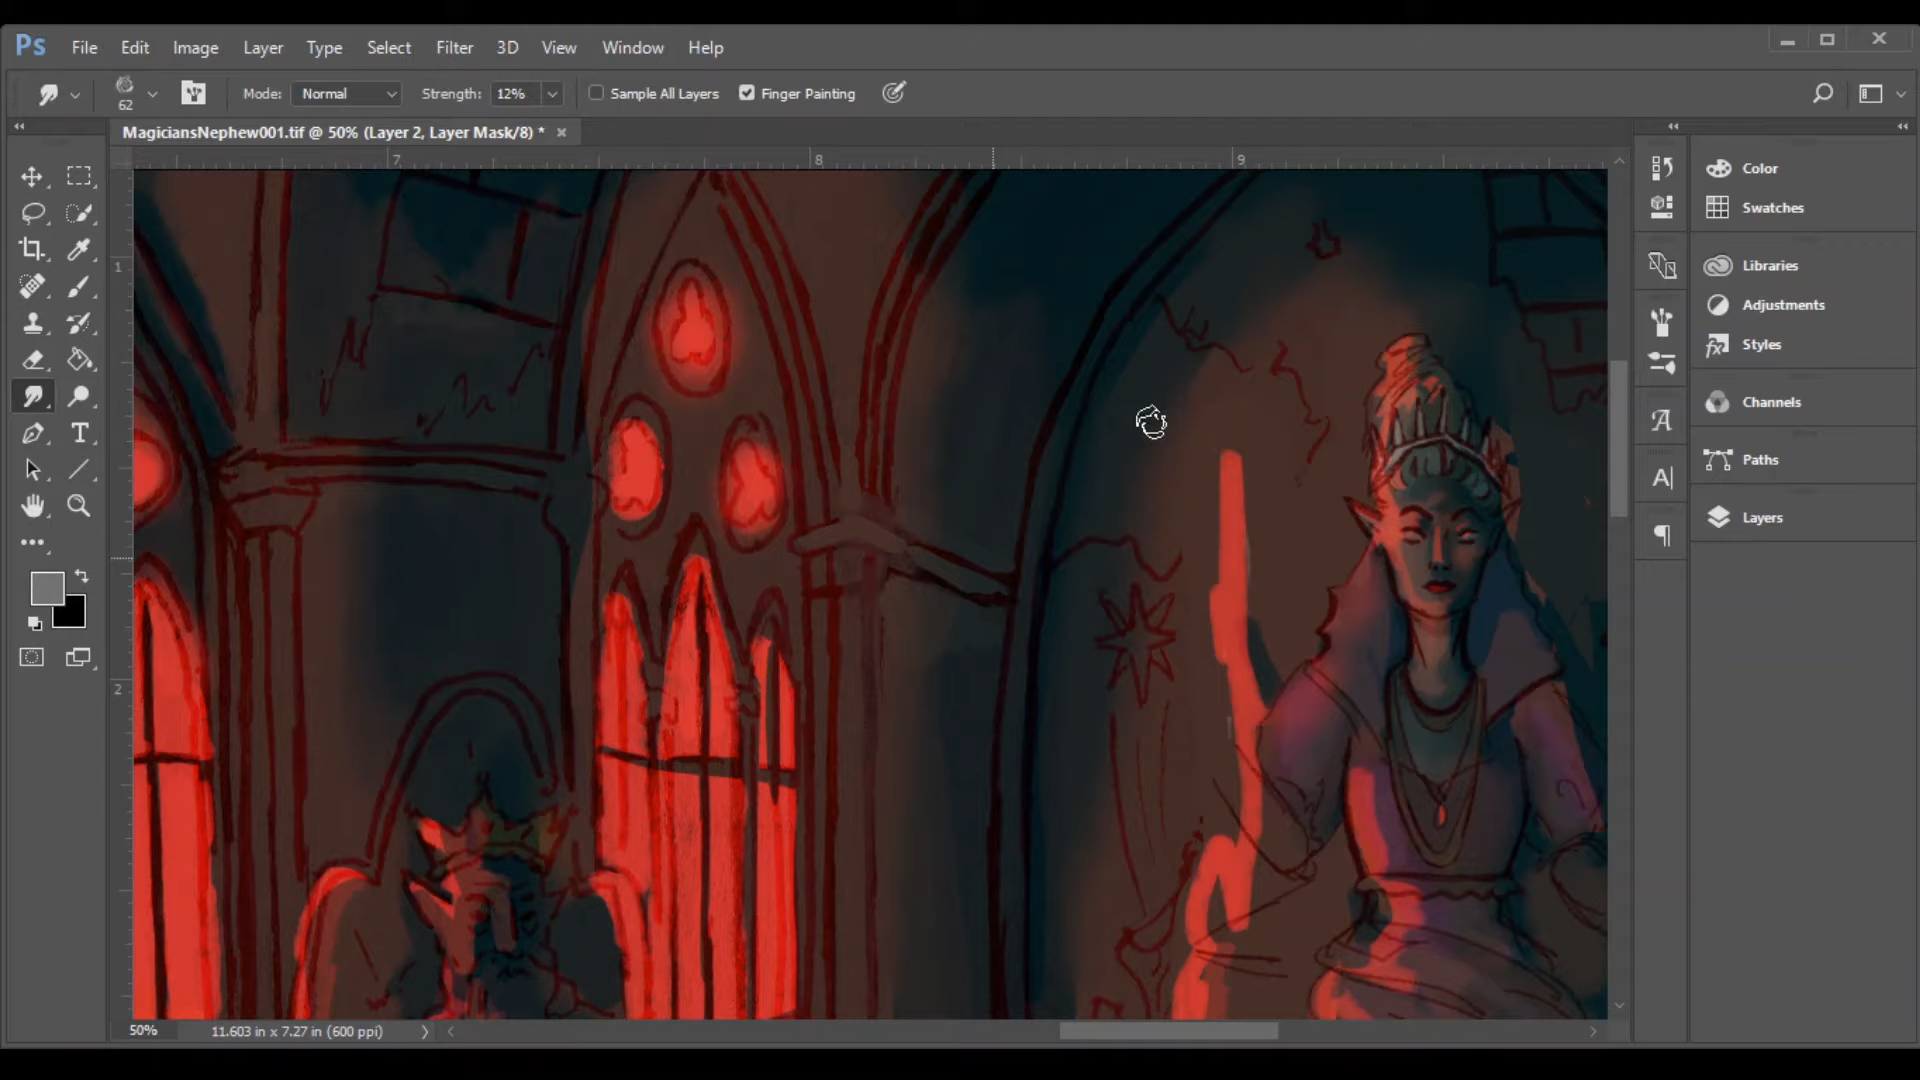 Ps File Edit Image Layer Type Select Filter 3D View Window Help
62 Mode: Normal Strength: 12% Sample All Layers Finger Painting
MagiciansNephew001.tif @ 50% (Layer 2, Layer Mask/8) *
7 8 9
1
2
Color
Swatches
Libraries
Adjustments
Styles
Channels
Paths
Layers
50% 11.603 in x 7.27 in (600 ppi)